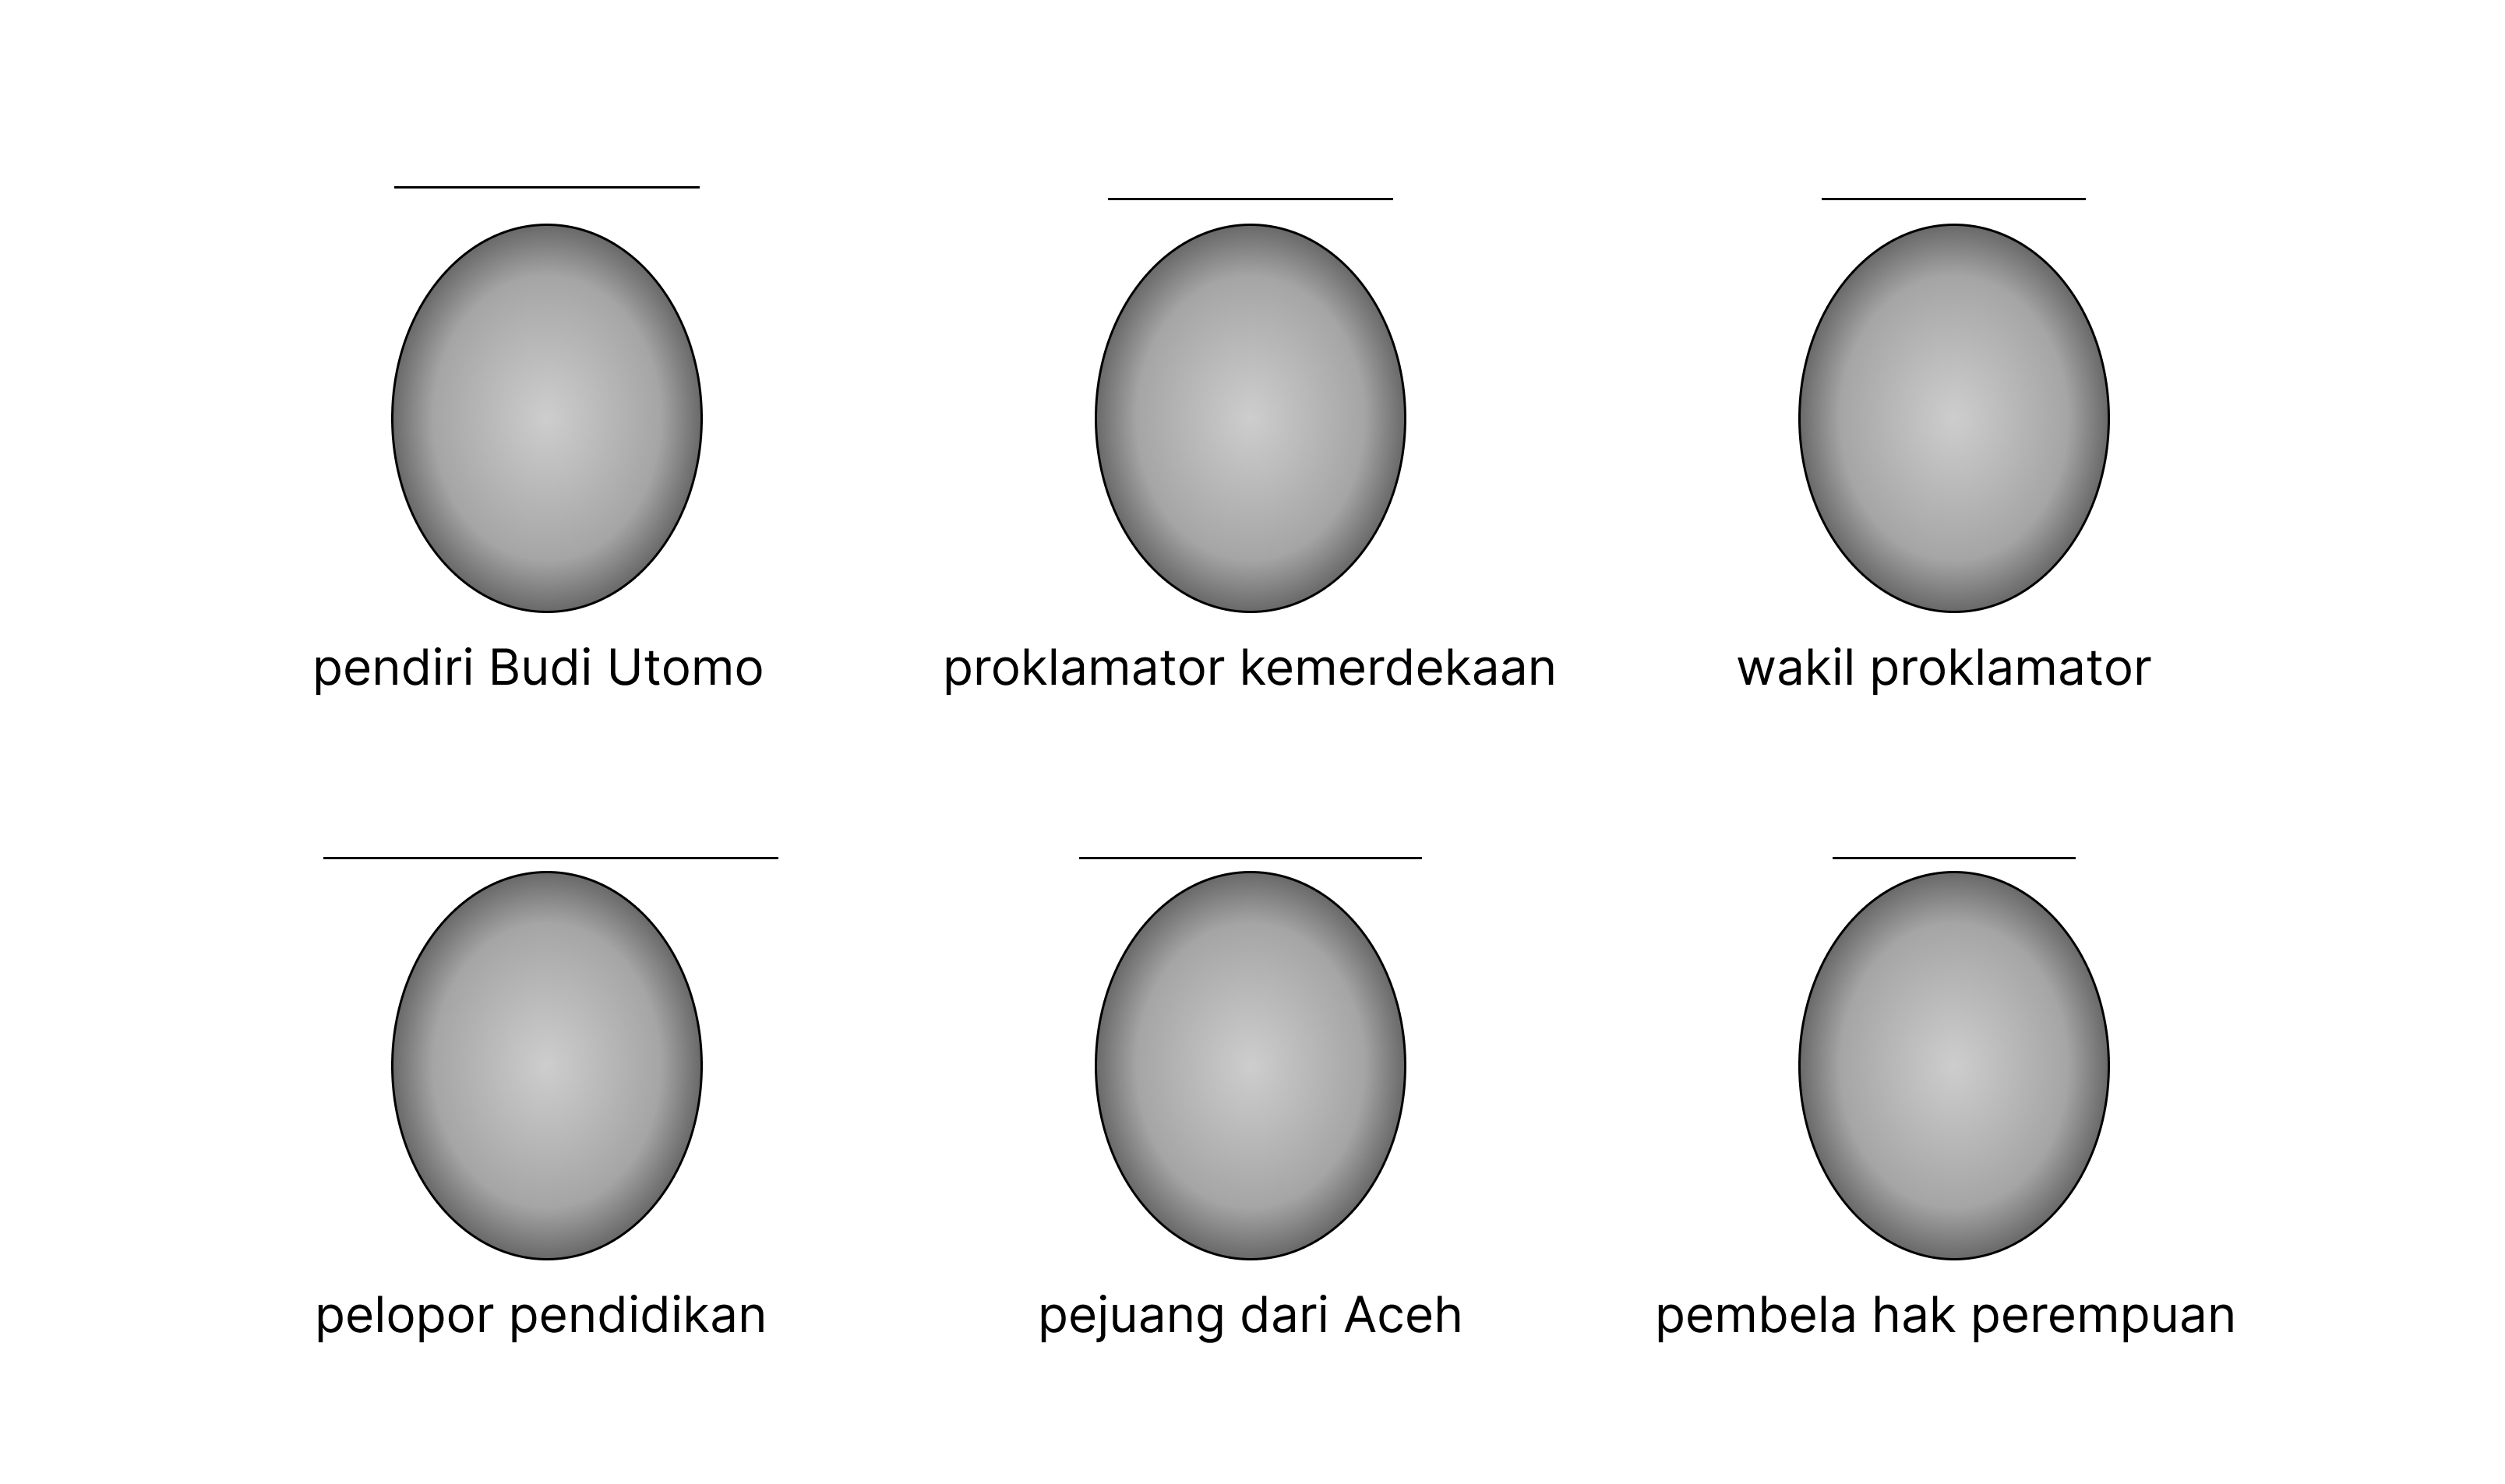 pendiri Budi Utomo
proklamator kemerdekaan
wakil proklamator
pelopor pendidikan
pejuang dari Aceh
pembela hak perempuan